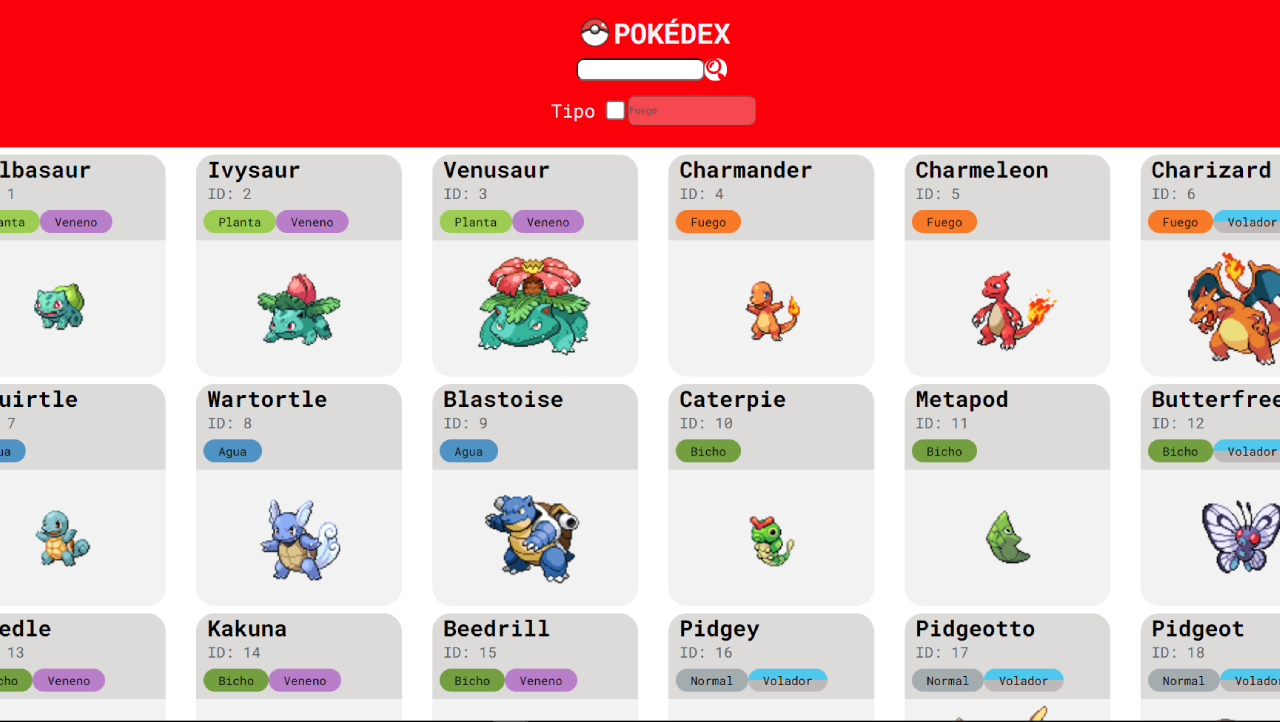 POKÉDEX
Tipo Fuego
lbasaur Ivysaur Venusaur Charmander Charmeleon Charizard
1 ID: 2 ID: 3 ID: 4 ID: 5 ID: 6
anta Veneno Planta Veneno Planta Veneno Fuego Fuego Fuego Volador
uirtle Wartortle Blastoise Caterpie Metapod Butterfree
7 ID: 8 ID: 9 ID: 10 ID: 11 ID: 12
ua Agua Agua Bicho Bicho Bicho Volador
edle Kakuna Beedrill Pidgey Pidgeotto Pidgeot
13 ID: 14 ID: 15 ID: 16 ID: 17 ID: 18
cho Veneno Bicho Veneno Bicho Veneno Normal Volador Normal Volador Normal Volador